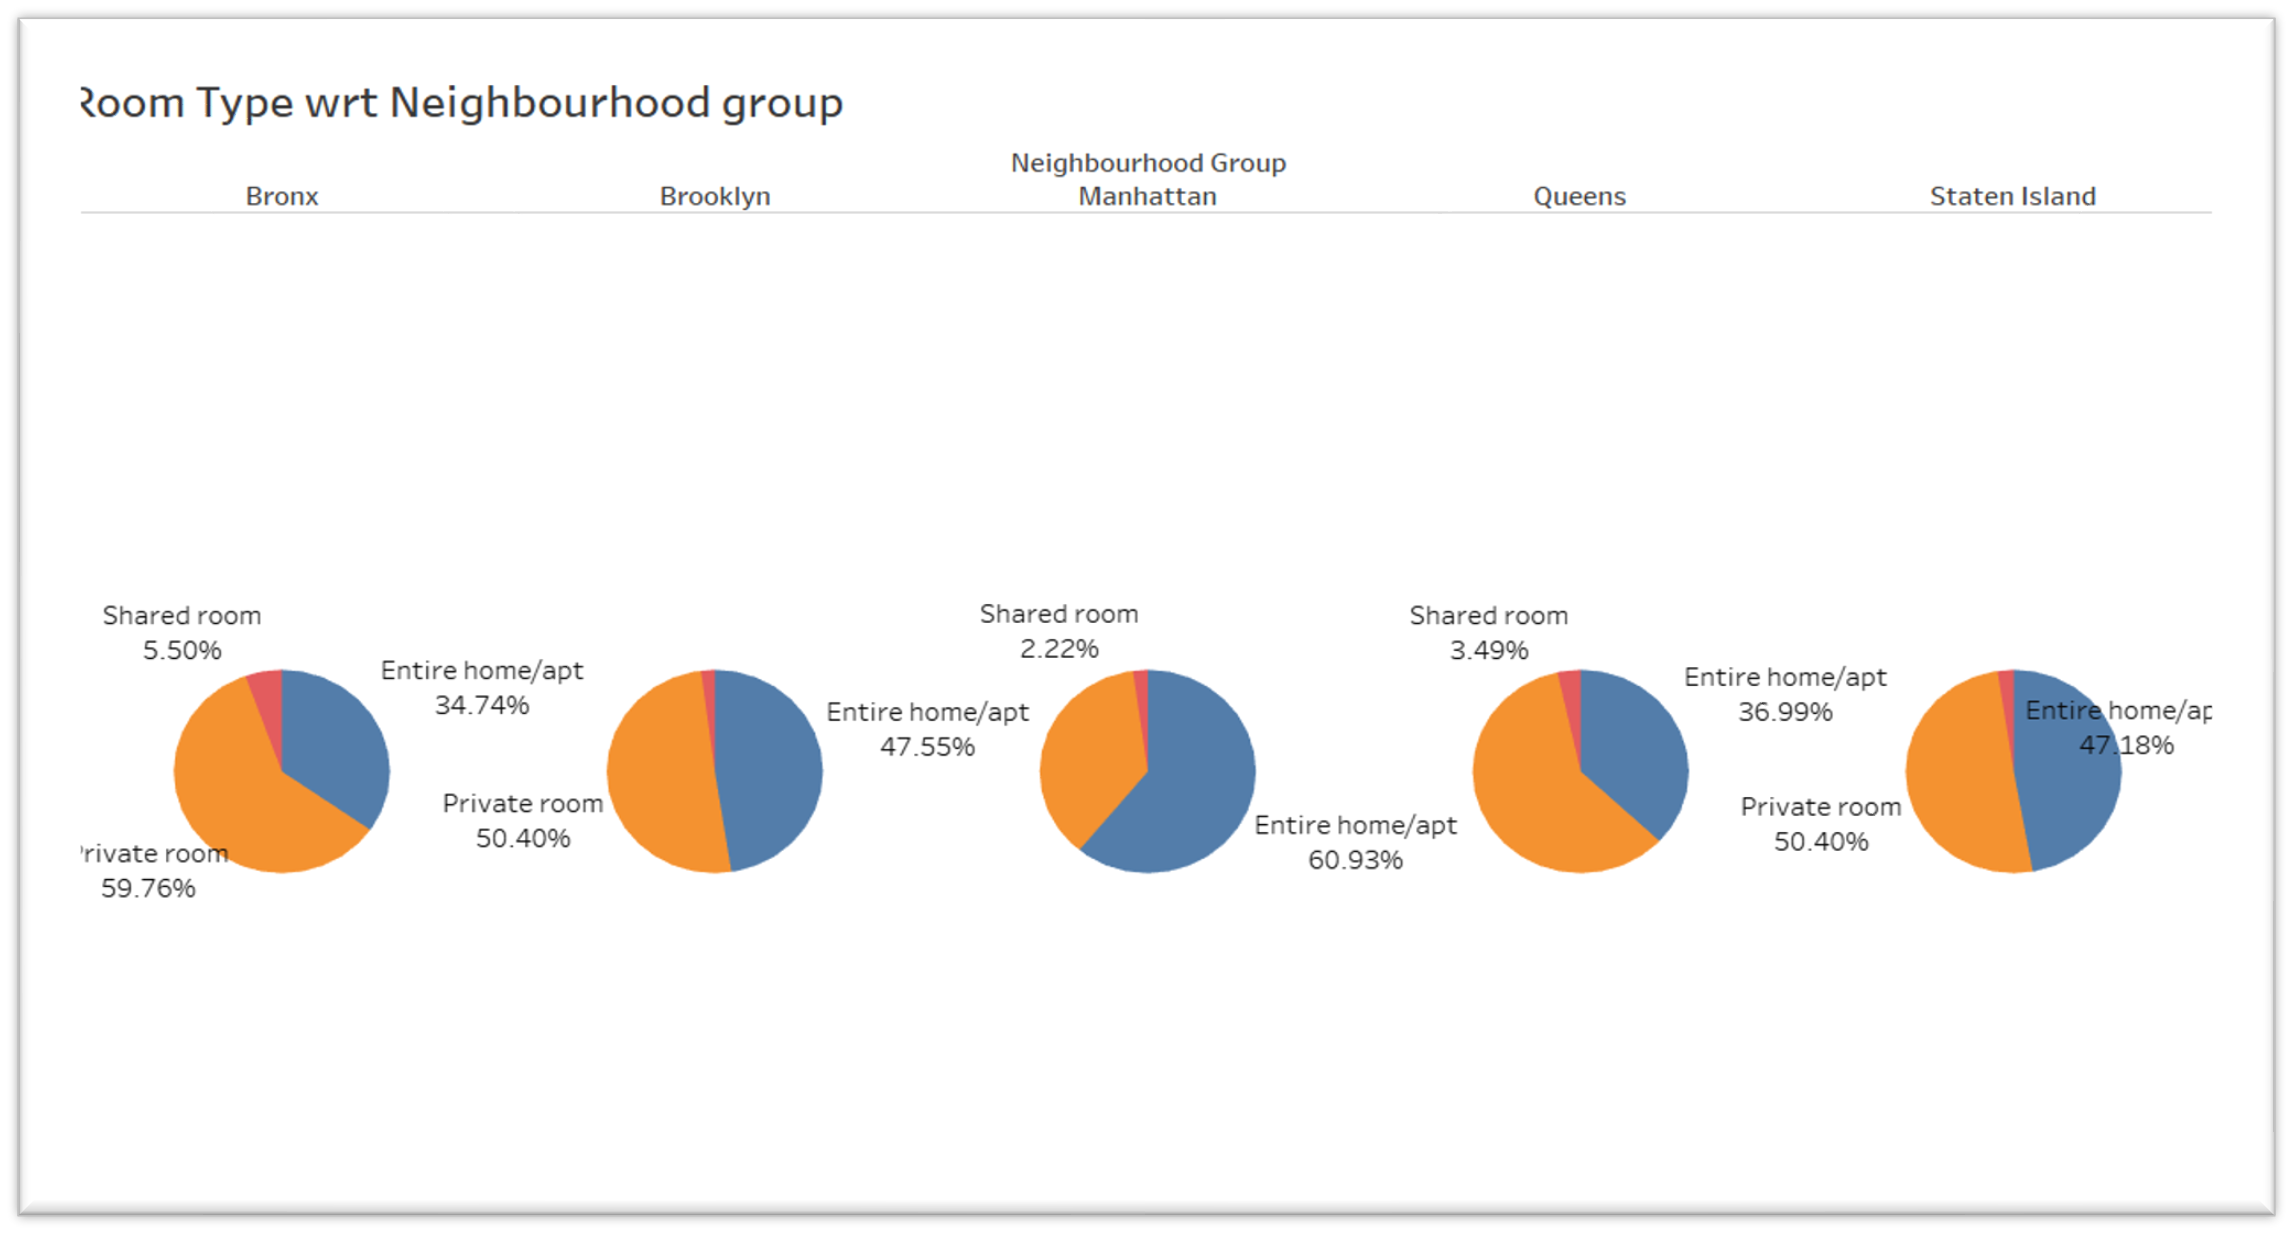 Room Type wrt Neighbourhood group
Neighbourhood Group
Bronx Brooklyn Manhattan Queens Staten Island
Shared room
5.50%
Entire home/apt
34.74%
Private room
59.76%
Private room
50.40%
Entire home/apt
47.55%
Shared room
2.22%
Entire home/apt
60.93%
Shared room
3.49%
Entire home/apt
36.99%
Private room
50.40%
Entire home/ap
47.18%